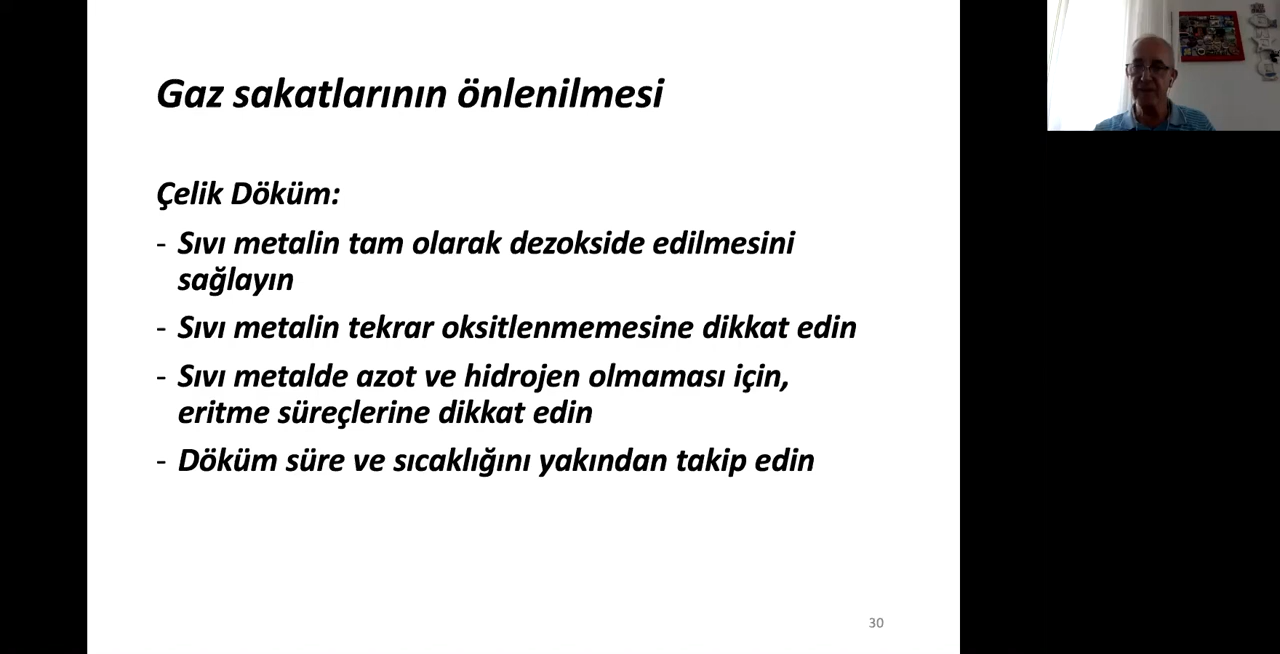 Gaz sakatlarının önlenilmesi
Çelik Döküm:
- Sıvı metalin tam olarak dezokside edilmesini
sağlayın
- Sıvı metalin tekrar oksitlenmemesine dikkat edin
- Sıvı metalde azot ve hidrojen olmaması için,
eritme süreçlerine dikkat edin
- Döküm süre ve sıcaklığını yakından takip edin
30